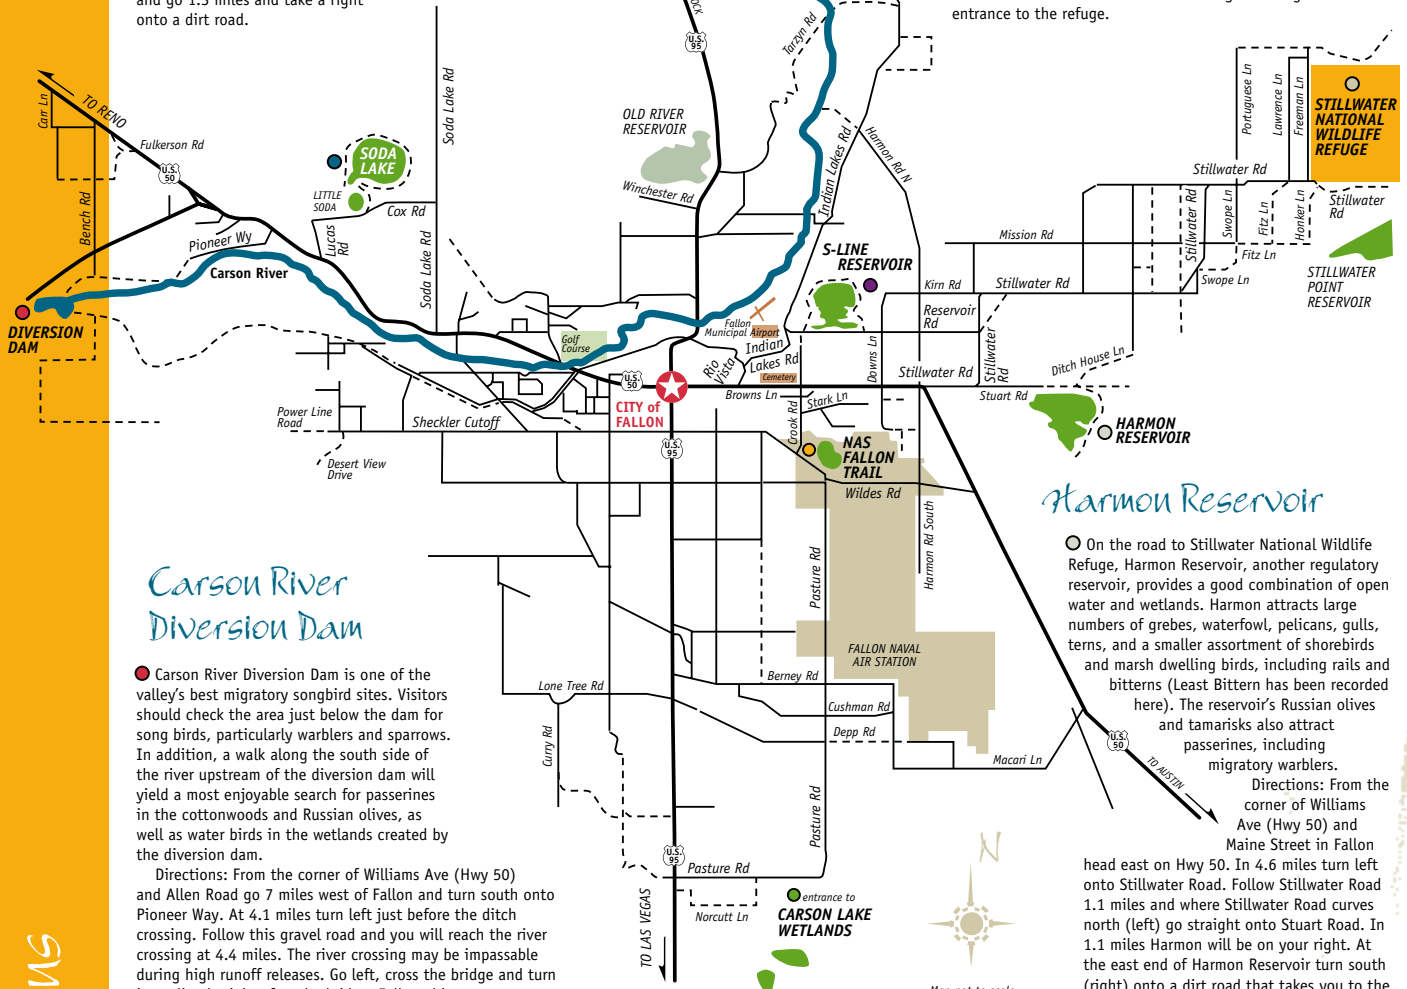 and go 1.5 miles and take a right
onto a dirt road.
entrance to the refuge.
U.S.
95
Tarzyn Rd
Soda Lake Rd
TO RENO
Carr Ln
Fulkerson Rd
U.S.
50
Bench Rd
SODA
LAKE
LITTLE
SODA
Cox Rd
Lucas
Rd
Pioneer Wy
Carson River
Soda Lake Rd
DIVERSION
DAM
OLD RIVER
RESERVOIR
Winchester Rd
Indian Lakes Rd
Harmon Rd N
S-LINE
RESERVOIR
Portuguese Ln
Lawrence Ln
Freeman Ln
STILLWATER
NATIONAL
WILDLIFE
REFUGE
Stillwater Rd
Stillwater Rd
Swope Ln
Fitz Ln
Honker Ln
Stillwater
Rd
Mission Rd
Fitz Ln
Swope Ln
STILLWATER
POINT
RESERVOIR
Kirn Rd
Stillwater Rd
Reservoir
Rd
Fallon
Municipal Airport
Indian
Lakes Rd
Rio
Vista
Cemetery
Golf
Course
Downs Ln
Stillwater Rd
Stillwater
Rd
Ditch House Ln
Stuart Rd
U.S.
50
CITY of
FALLON
Browns Ln
Stark Ln
Crook Rd
Power Line
Road
Sheckler Cutoff
Desert View
Drive
U.S.
95
NAS
FALLON
TRAIL
Wildes Rd
HARMON
RESERVOIR
Harmon Rd South
Pasture Rd
FALLON NAVAL
AIR STATION
Lone Tree Rd
Berney Rd
Cushman Rd
Depp Rd
Curry Rd
Macari Ln
U.S.
50
TO AUSTIN
Pasture Rd
U.S.
95
Pasture Rd
Norcutt Ln
TO LAS VEGAS
entrance to
CARSON LAKE
WETLANDS
N
Carson River
Diversion Dam
Carson River Diversion Dam is one of the
valley's best migratory songbird sites. Visitors
should check the area just below the dam for
song birds, particularly warblers and sparrows.
In addition, a walk along the south side of
the river upstream of the diversion dam will
yield a most enjoyable search for passerines
in the cottonwoods and Russian olives, as
well as water birds in the wetlands created by
the diversion dam.
Directions: From the corner of Williams Ave (Hwy 50)
and Allen Road go 7 miles west of Fallon and turn south onto
Pioneer Way. At 4.1 miles turn left just before the ditch
crossing. Follow this gravel road and you will reach the river
crossing at 4.4 miles. The river crossing may be impassable
during high runoff releases. Go left, cross the bridge and turn
Harmon Reservoir
On the road to Stillwater National Wildlife
Refuge, Harmon Reservoir, another regulatory
reservoir, provides a good combination of open
water and wetlands. Harmon attracts large
numbers of grebes, waterfowl, pelicans, gulls,
terns, and a smaller assortment of shorebirds
and marsh dwelling birds, including rails and
bitterns (Least Bittern has been recorded
here). The reservoir's Russian olives
and tamarisks also attract
passerines, including
migratory warblers.
Directions: From the
corner of Williams
Ave (Hwy 50) and
Maine Street in Fallon
head east on Hwy 50. In 4.6 miles turn left
onto Stillwater Road. Follow Stillwater Road
1.1 miles and where Stillwater Road curves
north (left) go straight onto Stuart Road. In
1.1 miles Harmon will be on your right. At
the east end of Harmon Reservoir turn south
(right) onto a dirt road that takes you to the